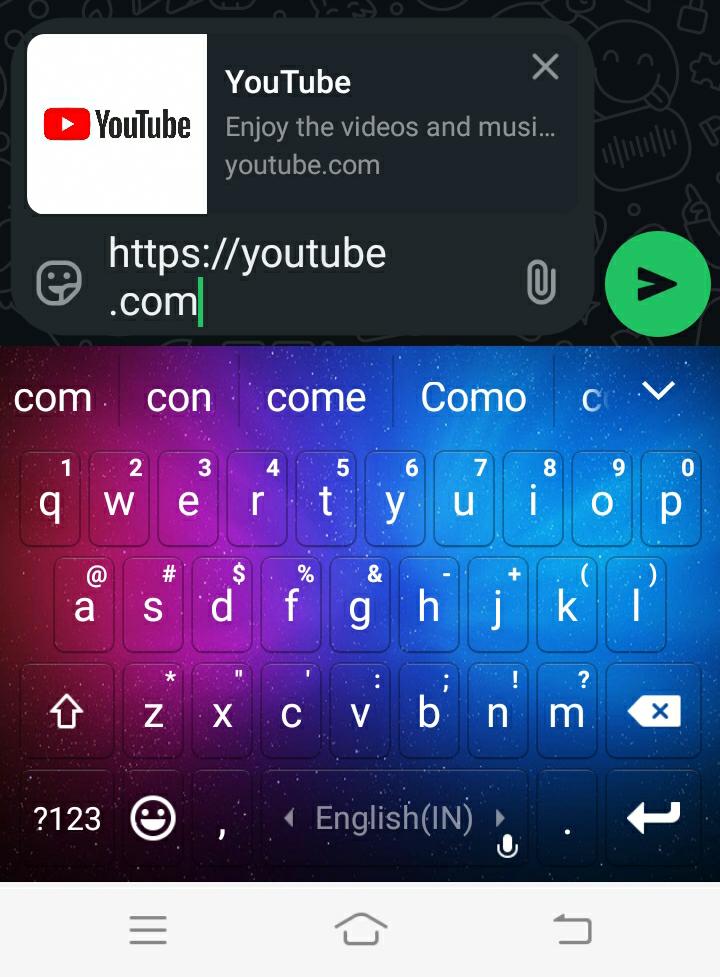 YouTube
YouTube
Enjoy the videos and musi...
youtube.com
https://youtube
.com
com con come Como
1 2 3 4 5 6 7 8 9 0
q w e r t y u i o p
@ # $ % & - + ( )
a s d f g h j k l
* " ' : ; ! ?
z x c v b n m
?123 , English(IN) .